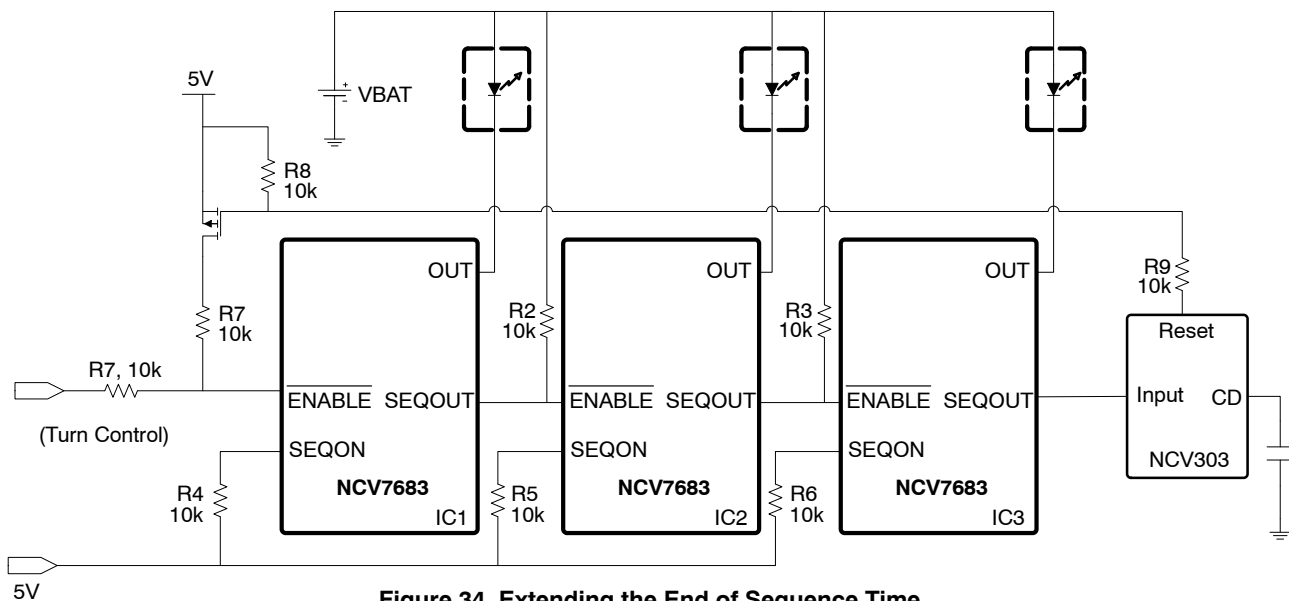 5V
VBAT
R8
10k
OUT
OUT
OUT
R9
10k
R7
10k
R2
10k
R3
10k
Reset
R7, 10k
ENABLE SEQOUT
ENABLE SEQOUT
ENABLE SEQOUT
Input CD
(Turn Control)
SEQON
SEQON
SEQON
NCV303
R4
10k
NCV7683
R5
10k
NCV7683
R6
10k
NCV7683
IC1
IC2
IC3
5V
Figure 34. Extending the End of Sequence Time